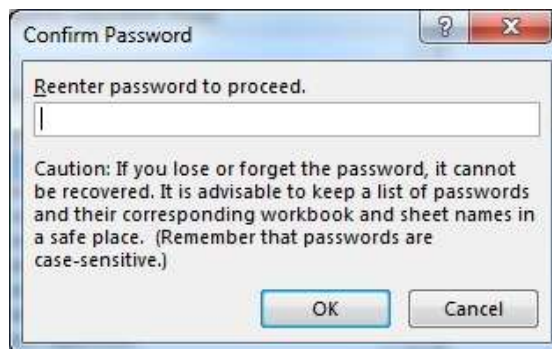 Confirm Password
Reenter password to proceed.
Caution: If you lose or forget the password, it cannot
be recovered. It is advisable to keep a list of passwords
and their corresponding workbook and sheet names in
a safe place.  (Remember that passwords are
case-sensitive.)
OK Cancel